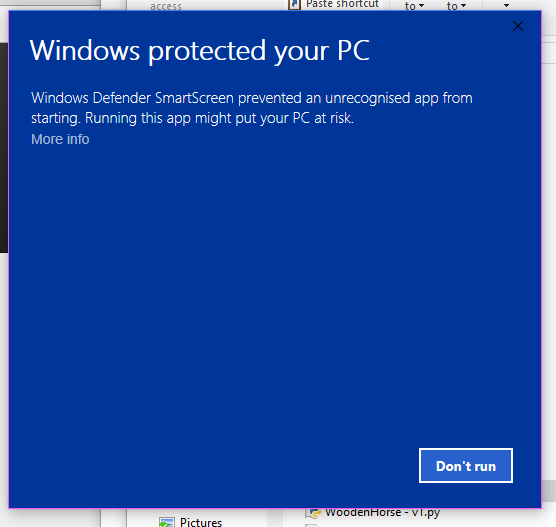 access
Paste shortcut
to
to
Windows protected your PC
Windows Defender SmartScreen prevented an unrecognised app from
starting. Running this app might put your PC at risk.
More info
Don't run
WoodenHorse - v1.py
Pictures